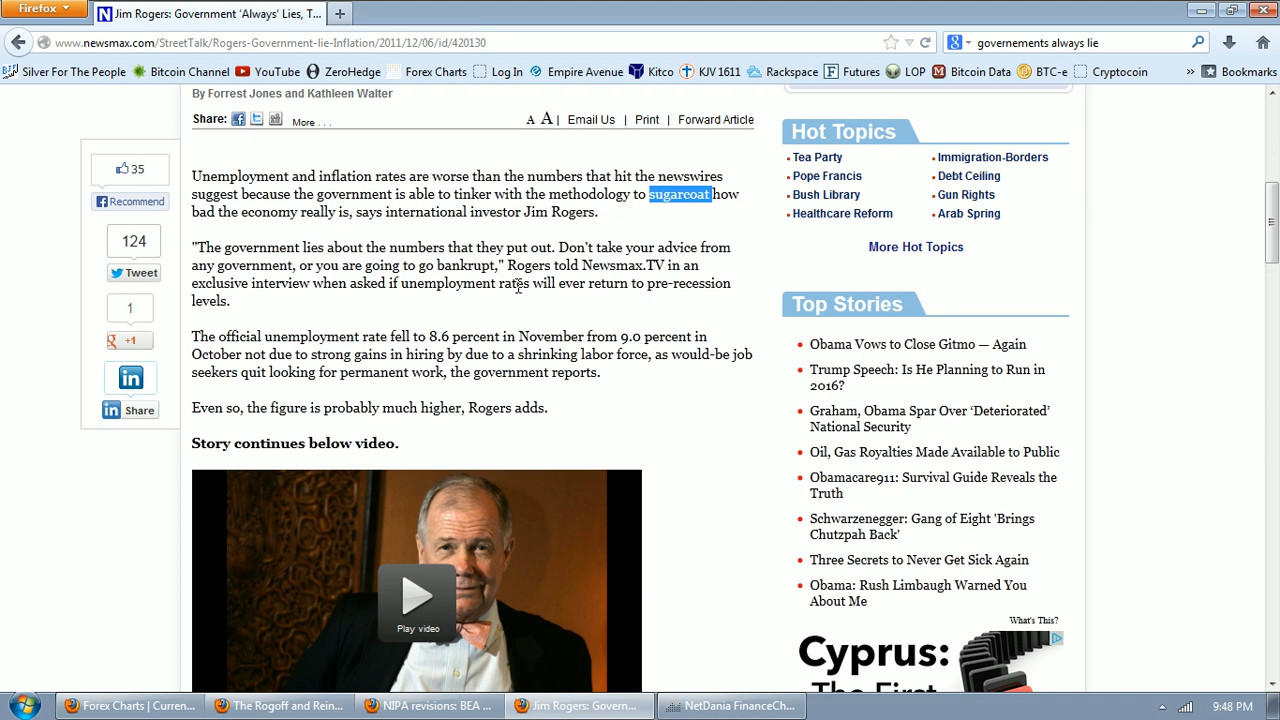 Firefox
Jim Rogers: Government 'Always' Lies, T...
www.newsmax.com/StreetTalk/Rogers-Government-lie-Inflation/2011/12/06/id/420130
governements always lie
Silver For The People
Bitcoin Channel
YouTube
ZeroHedge
Forex Charts
Log In
Empire Avenue
Kitco
KJV 1611
Rackspace
Futures
LOP
Bitcoin Data
BTC-e
Cryptocoin
»
Bookmarks
By Forrest Jones and Kathleen Walter
Share:
More . . .
A A | Email Us | Print | Forward Article
35
Recommend
124
Tweet
1
+1
in
in Share
Unemployment and inflation rates are worse than the numbers that hit the newswires
suggest because the government is able to tinker with the methodology to sugarcoat how
bad the economy really is, says international investor Jim Rogers.
"The government lies about the numbers that they put out. Don't take your advice from
any government, or you are going to go bankrupt," Rogers told Newsmax.TV in an
exclusive interview when asked if unemployment rates will ever return to pre-recession
levels.
The official unemployment rate fell to 8.6 percent in November from 9.0 percent in
October not due to strong gains in hiring by due to a shrinking labor force, as would-be job
seekers quit looking for permanent work, the government reports.
Even so, the figure is probably much higher, Rogers adds.
Story continues below video.
Play video
Hot Topics
Tea Party
Immigration-Borders
Pope Francis
Debt Ceiling
Bush Library
Gun Rights
Healthcare Reform
Arab Spring
More Hot Topics
Top Stories
Obama Vows to Close Gitmo — Again
Trump Speech: Is He Planning to Run in
2016?
Graham, Obama Spar Over 'Deteriorated'
National Security
Oil, Gas Royalties Made Available to Public
Obamacare911: Survival Guide Reveals the
Truth
Schwarzenegger: Gang of Eight 'Brings
Chutzpah Back'
Three Secrets to Never Get Sick Again
Obama: Rush Limbaugh Warned You
About Me
What's This?
Cyprus:
The First
Forex Charts | Curren...
The Rogoff and Rein...
NIPA revisions: BEA ...
Jim Rogers: Govern...
NetDania FinanceCh...
9:48 PM